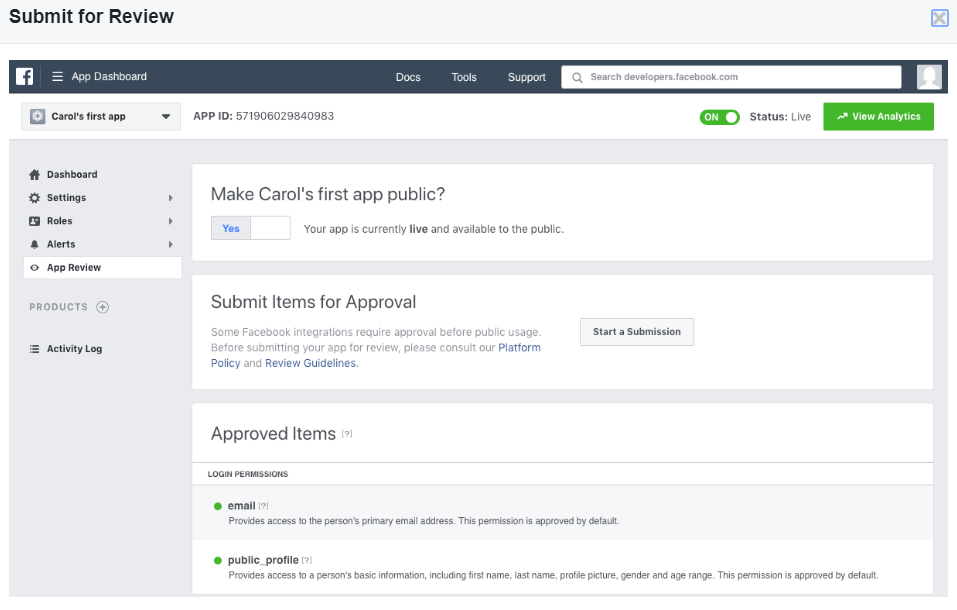 Submit for Review
App Dashboard
Docs
Tools
Support
Search developers.facebook.com
Carol's first app
APP ID: 571906029840983
ON
Status: Live
View Analytics
Dashboard
Settings
Roles
Alerts
App Review
PRODUCTS
Activity Log
Make Carol's first app public?
Yes
Your app is currently live and available to the public.
Submit Items for Approval
Some Facebook integrations require approval before public usage.
Before submitting your app for review, please consult our Platform
Policy and Review Guidelines.
Start a Submission
Approved Items [?]
LOGIN PERMISSIONS
email [?]
Provides access to the person's primary email address. This permission is approved by default.
public_profile [?]
Provides access to a person's basic information, including first name, last name, profile picture, gender and age range. This permission is approved by default.